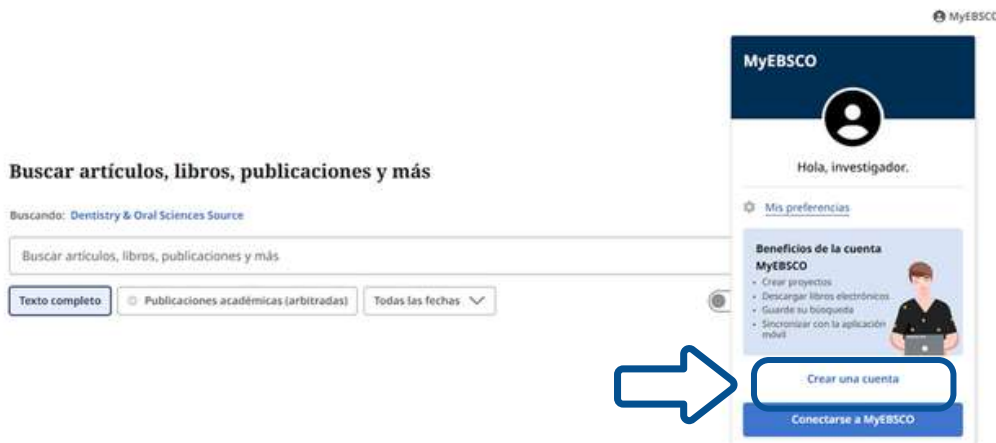 MyEBSCO
MyEBSCO
Hola, investigador.
Mis preferencias
Beneficios de la cuenta
MyEBSCO
• Crear proyectos
• Descargar libros electrónicos
• Guarde su búsqueda
• Sincronizar con la aplicación
móvil
Crear una cuenta
Conectarse a MyEBSCO
Buscar artículos, libros, publicaciones y más
Buscando: Dentistry & Oral Sciences Source
Buscar artículos, libros, publicaciones y más
Texto completo
Publicaciones académicas (arbitradas)
Todas las fechas